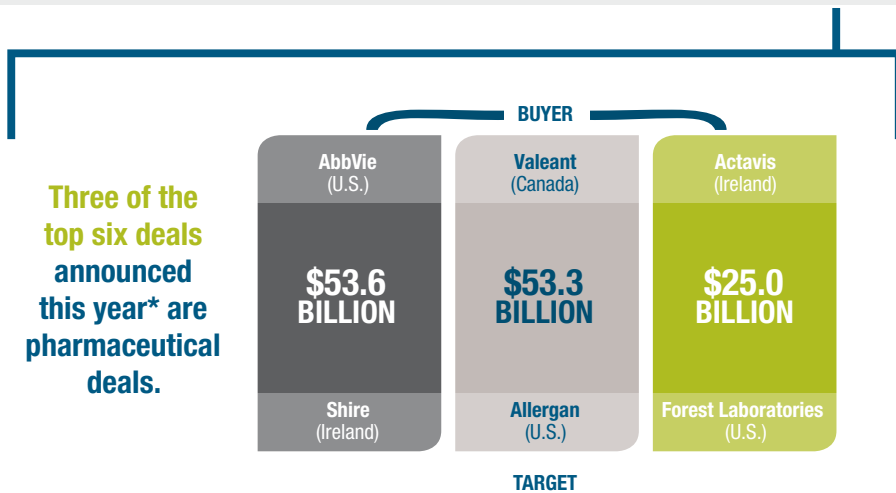 Three of the
top six deals
announced
this year* are
pharmaceutical
deals.
BUYER
AbbVie
(U.S.)
$53.6
BILLION
Shire
(Ireland)
Valeant
(Canada)
$53.3
BILLION
Allergan
(U.S.)
Actavis
(Ireland)
$25.0
BILLION
Forest Laboratories
(U.S.)
TARGET